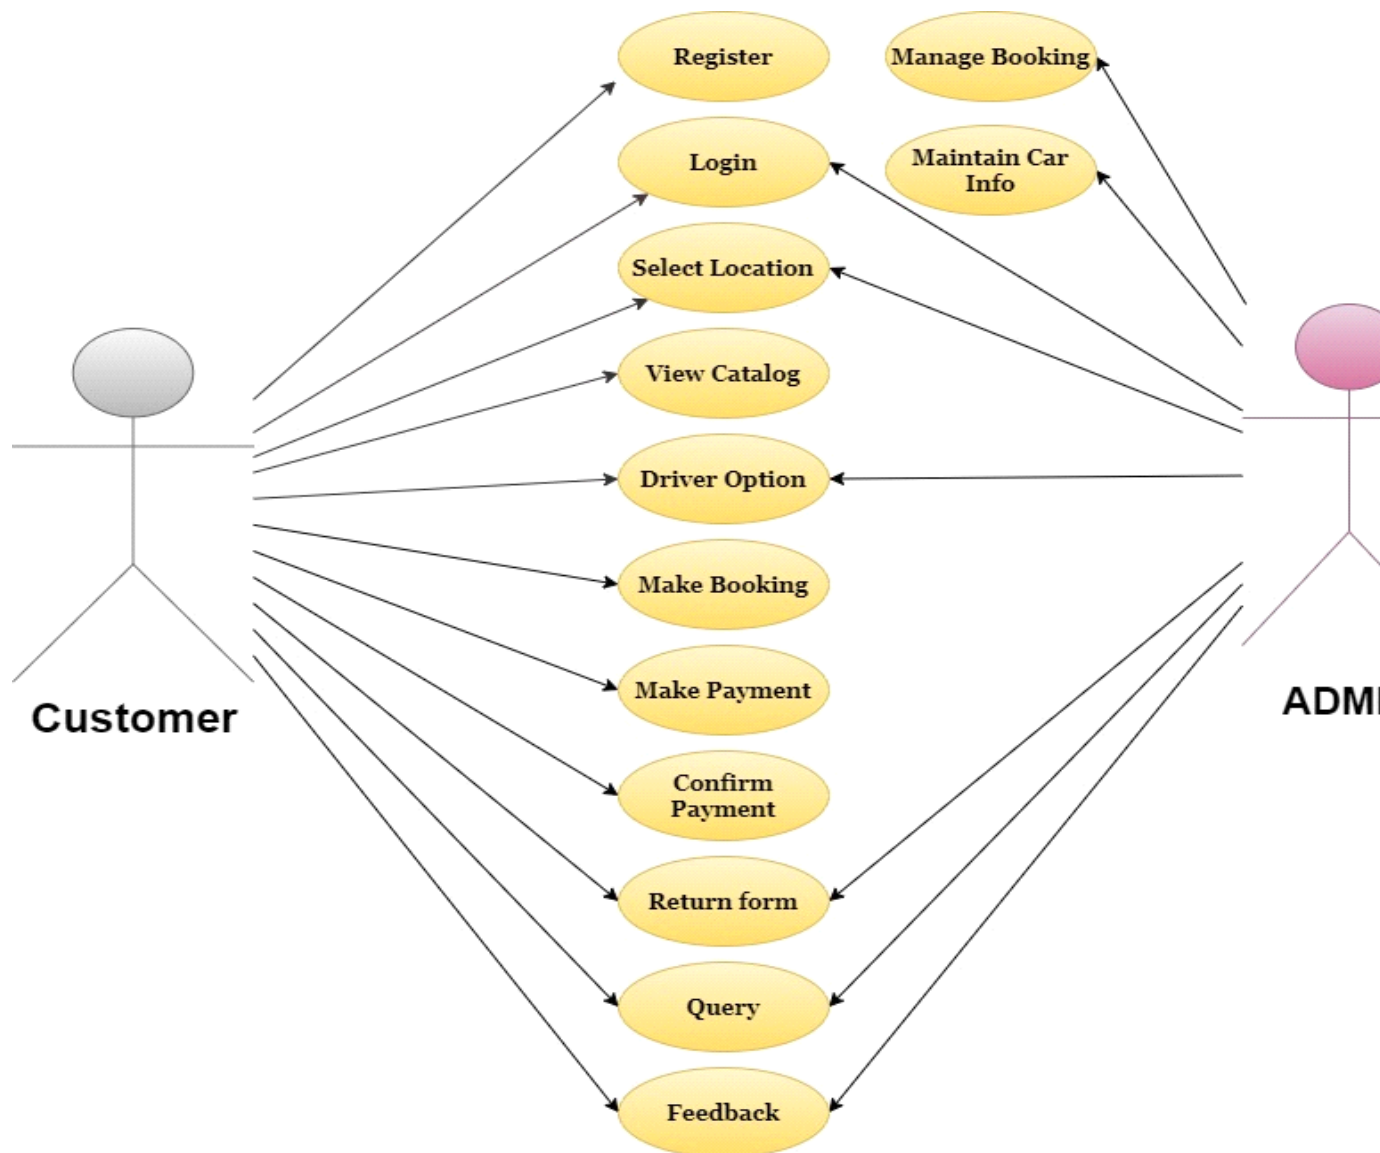 Register
Manage Booking
Login
Maintain Car
Info
Select Location
View Catalog
Driver Option
Make Booking
Make Payment
Customer
ADMI
Confirm
Payment
Return form
Query
Feedback